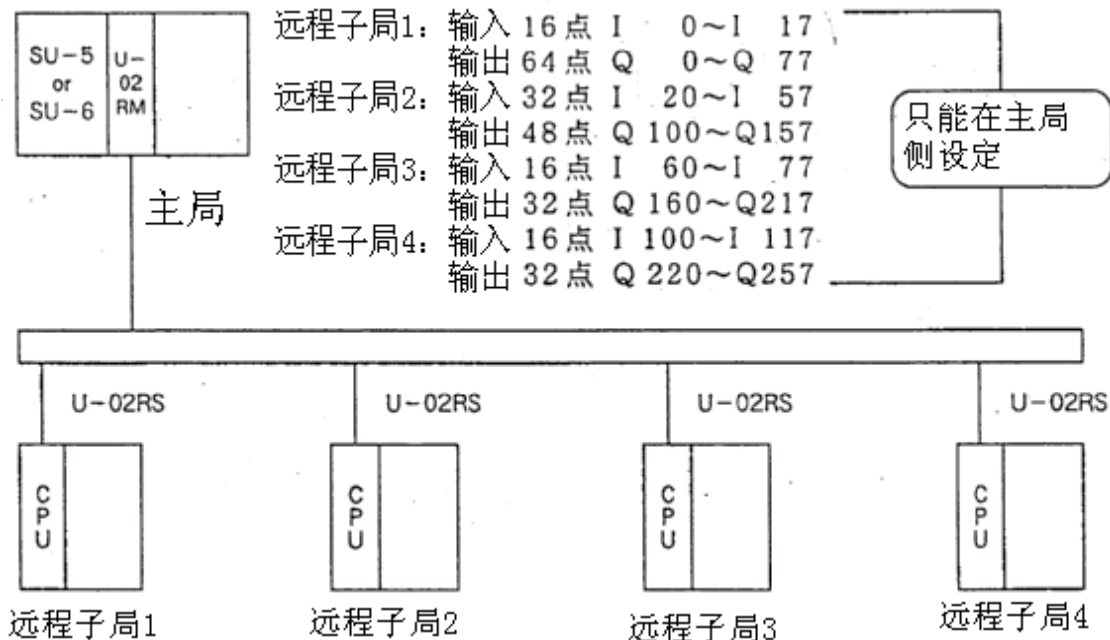 SU-5
or
SU-6
U-
02
RM
主局
远程子局1: 输入 16点 I 0~I 17
输出 64点 Q 0~Q 77
远程子局2: 输入 32点 I 20~I 57
输出 48点 Q 100~Q157
远程子局3: 输入 16点 I 60~I 77
输出 32点 Q 160~Q217
远程子局4: 输入 16点 I 100~I 117
输出 32点 Q 220~Q257
只能在主局
侧设定
U-02RS
U-02RS
U-02RS
U-02RS
CPU
CPU
CPU
CPU
远程子局1
远程子局2
远程子局3
远程子局4